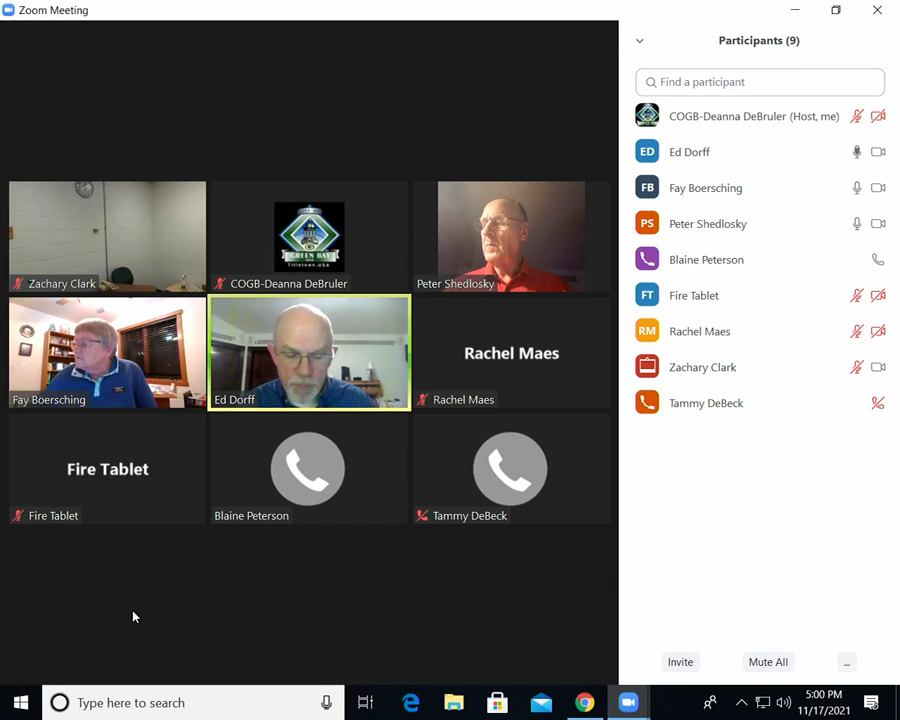 Zoom Meeting
Participants (9)
Find a participant
COGB-Deanna DeBruler (Host, me)
ED Ed Dorff
FB Fay Boersching
PS Peter Shedlosky
Blaine Peterson
FT Fire Tablet
RM Rachel Maes
Zachary Clark
Tammy DeBeck
GREEN BAY
Titletown, USA
Zachary Clark
COGB-Deanna DeBruler
Peter Shedlosky
Rachel Maes
Fay Boersching
Ed Dorff
Rachel Maes
Fire Tablet
Fire Tablet
Blaine Peterson
Tammy DeBeck
Invite
Mute All
...
Type here to search
5:00 PM
11/17/2021